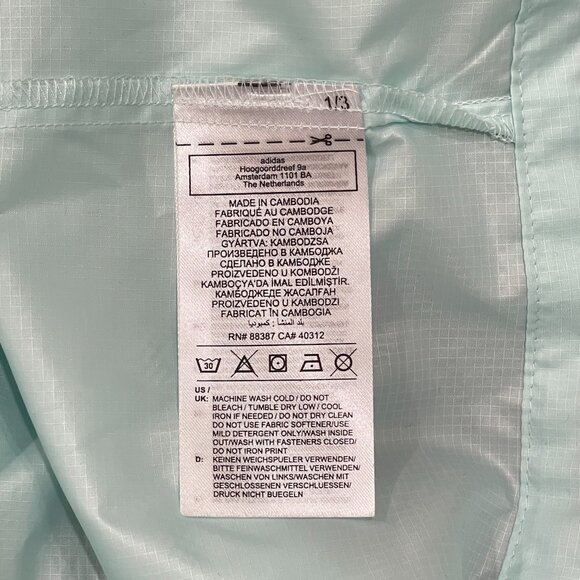 1/3
adidas
Hoogoorddreef 9a
Amsterdam 1101 BA
The Netherlands
MADE IN CAMBODIA
FABRIQUÉ AU CAMBODGE
FABRICADO EN CAMBOYA
FABRICADO NO CAMBOJA
GYÁRTVA: KAMBODZSA
ПРОИЗВЕДЕНО В КАМБОДЖА
СДЕЛАНО В КАМБОДЖЕ
PROIZVEDENO U KOMBODŽI
KAMBOÇYA'DA İMAL EDİLMİŞTİR.
КАМБОДЖЕДЕ ЖАСАЛҒАН
PROIZVEDENO U KAMBODZI
FABRICAT ÎN CAMBOGIA
بلد المنشأ : كمبوديا
RN# 88387 CA# 40312
30
US /
UK: MACHINE WASH COLD / DO NOT
BLEACH / TUMBLE DRY LOW / COOL
IRON IF NEEDED / DO NOT DRY CLEAN
DO NOT USE FABRIC SOFTENER/USE
MILD DETERGENT ONLY/WASH INSIDE
OUT/WASH WITH FASTENERS CLOSED/
DO NOT IRON PRINT
D: KEINEN WEICHSPUELER VERWENDEN/
BITTE FEINWASCHMITTEL VERWENDEN/
WASCHEN VON LINKS/WASCHEN MIT
GESCHLOSSENEN VERSCHLUESSEN/
DRUCK NICHT BUEGELN